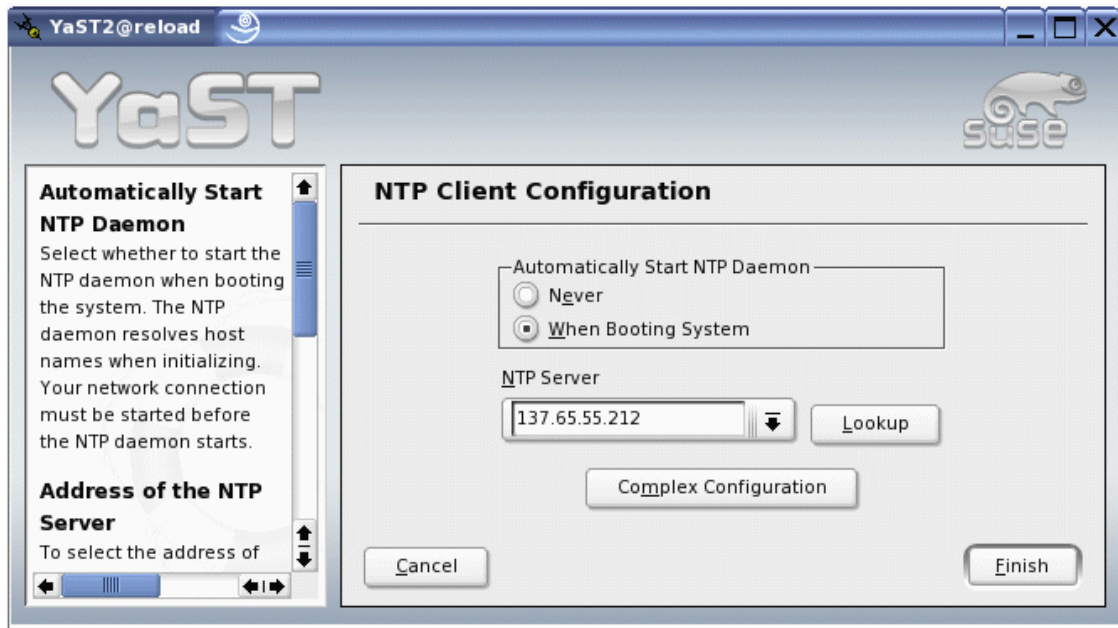 YaST2@reload
YaST
suse
Automatically Start
NTP Daemon
Select whether to start the
NTP daemon when booting
the system. The NTP
daemon resolves host
names when initializing.
Your network connection
must be started before
the NTP daemon starts.
Address of the NTP
Server
To select the address of
NTP Client Configuration
Automatically Start NTP Daemon
Never
When Booting System
NTP Server
137.65.55.212
Lookup
Complex Configuration
Cancel
Finish